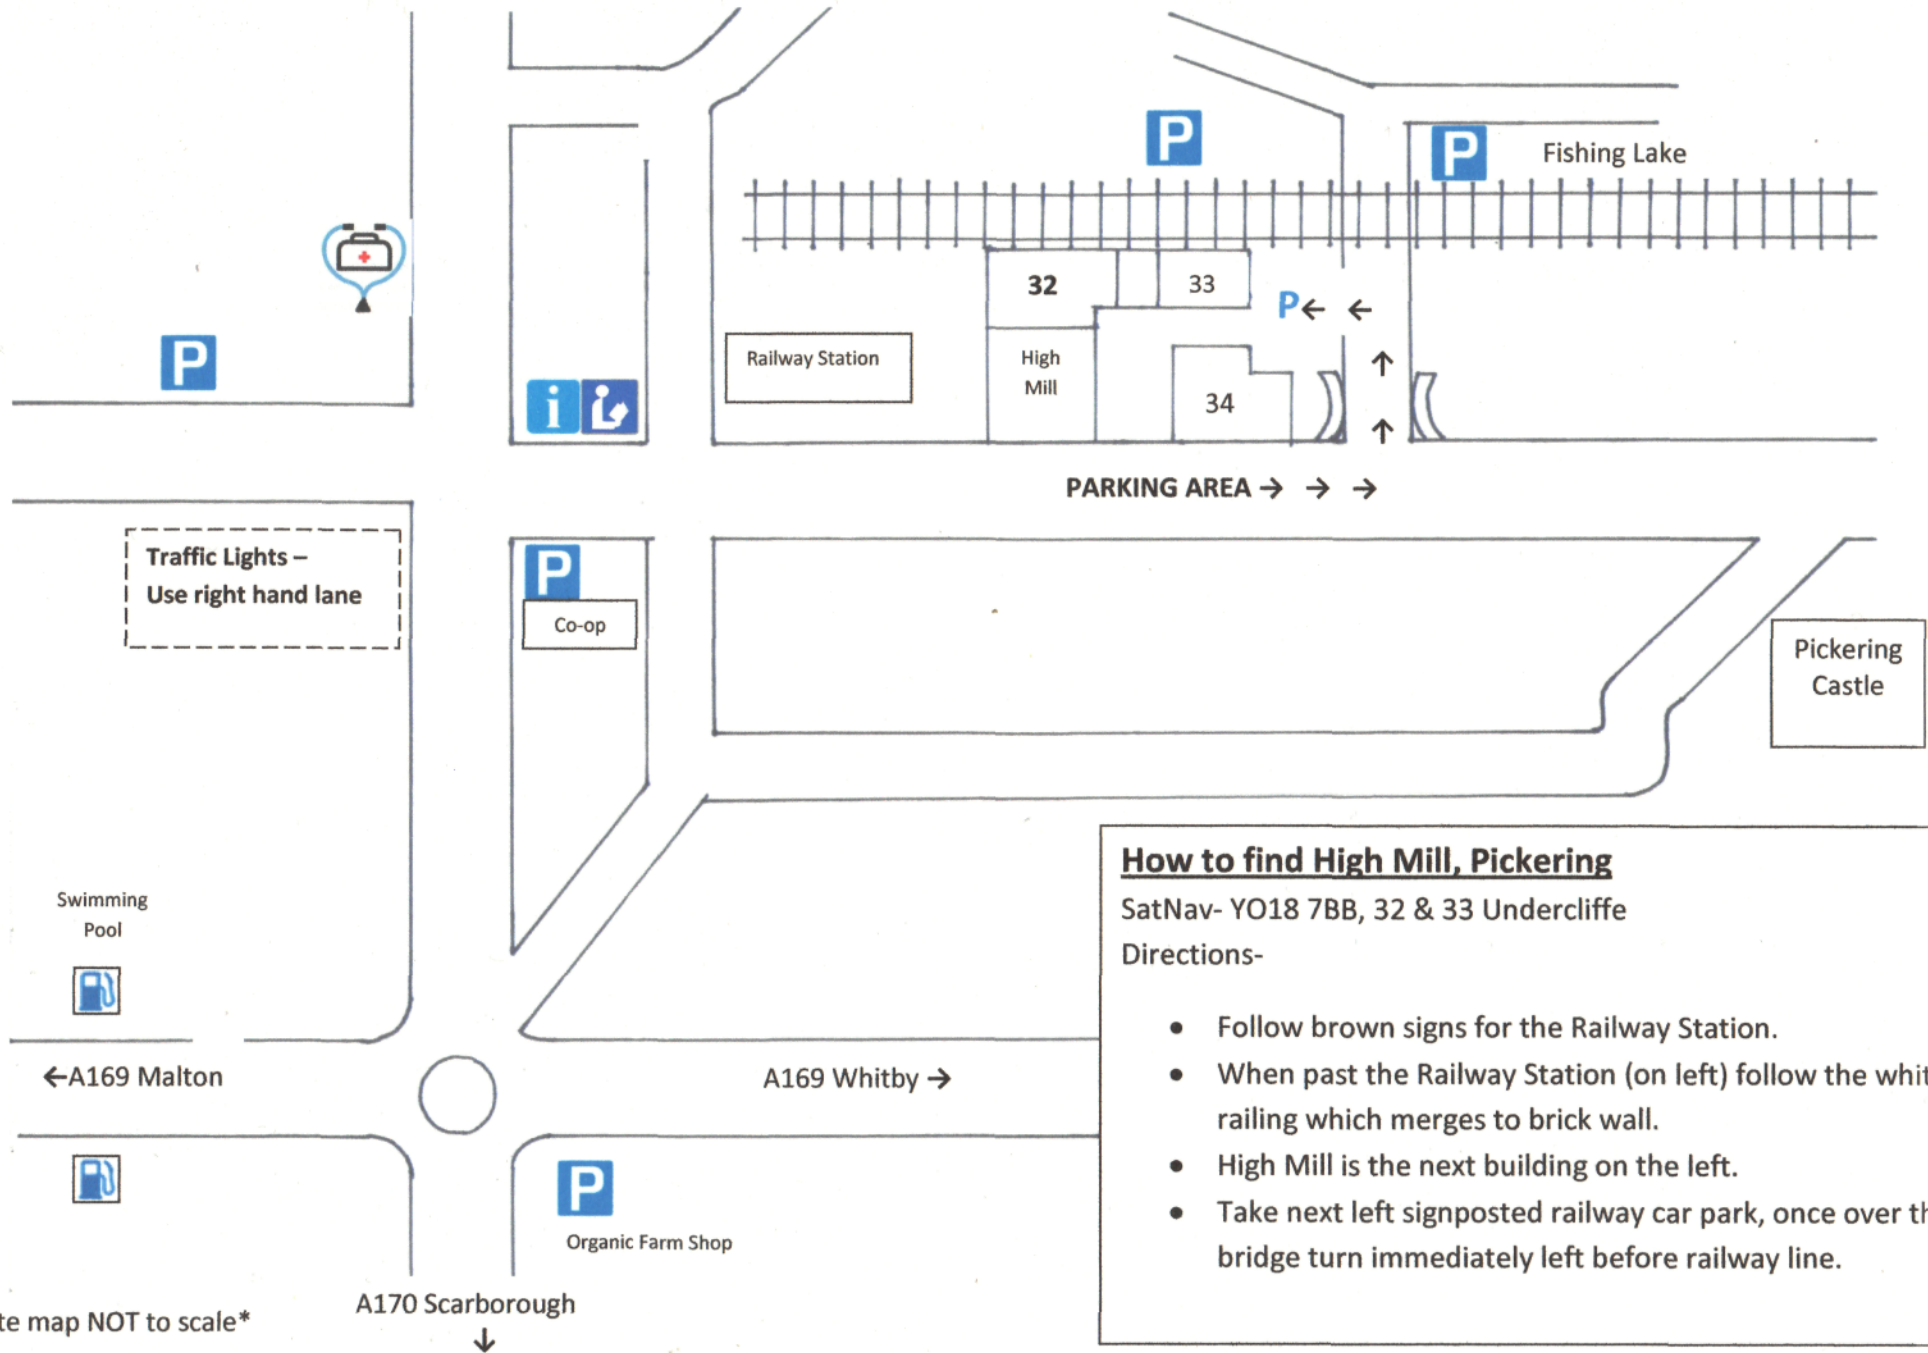 P
P
Fishing Lake
32
33
P← ←
↑
P
Railway Station
High
Mill
34
i
↑
PARKING AREA → → →
Traffic Lights –
Use right hand lane
P
Co-op
Pickering
Castle
How to find High Mill, Pickering
SatNav- YO18 7BB, 32 & 33 Undercliffe
Directions-
• Follow brown signs for the Railway Station.
• When past the Railway Station (on left) follow the whit
railing which merges to brick wall.
• High Mill is the next building on the left.
• Take next left signposted railway car park, once over th
bridge turn immediately left before railway line.
Swimming
Pool
←A169 Malton
A169 Whitby →
P
Organic Farm Shop
A170 Scarborough
↓
te map NOT to scale*